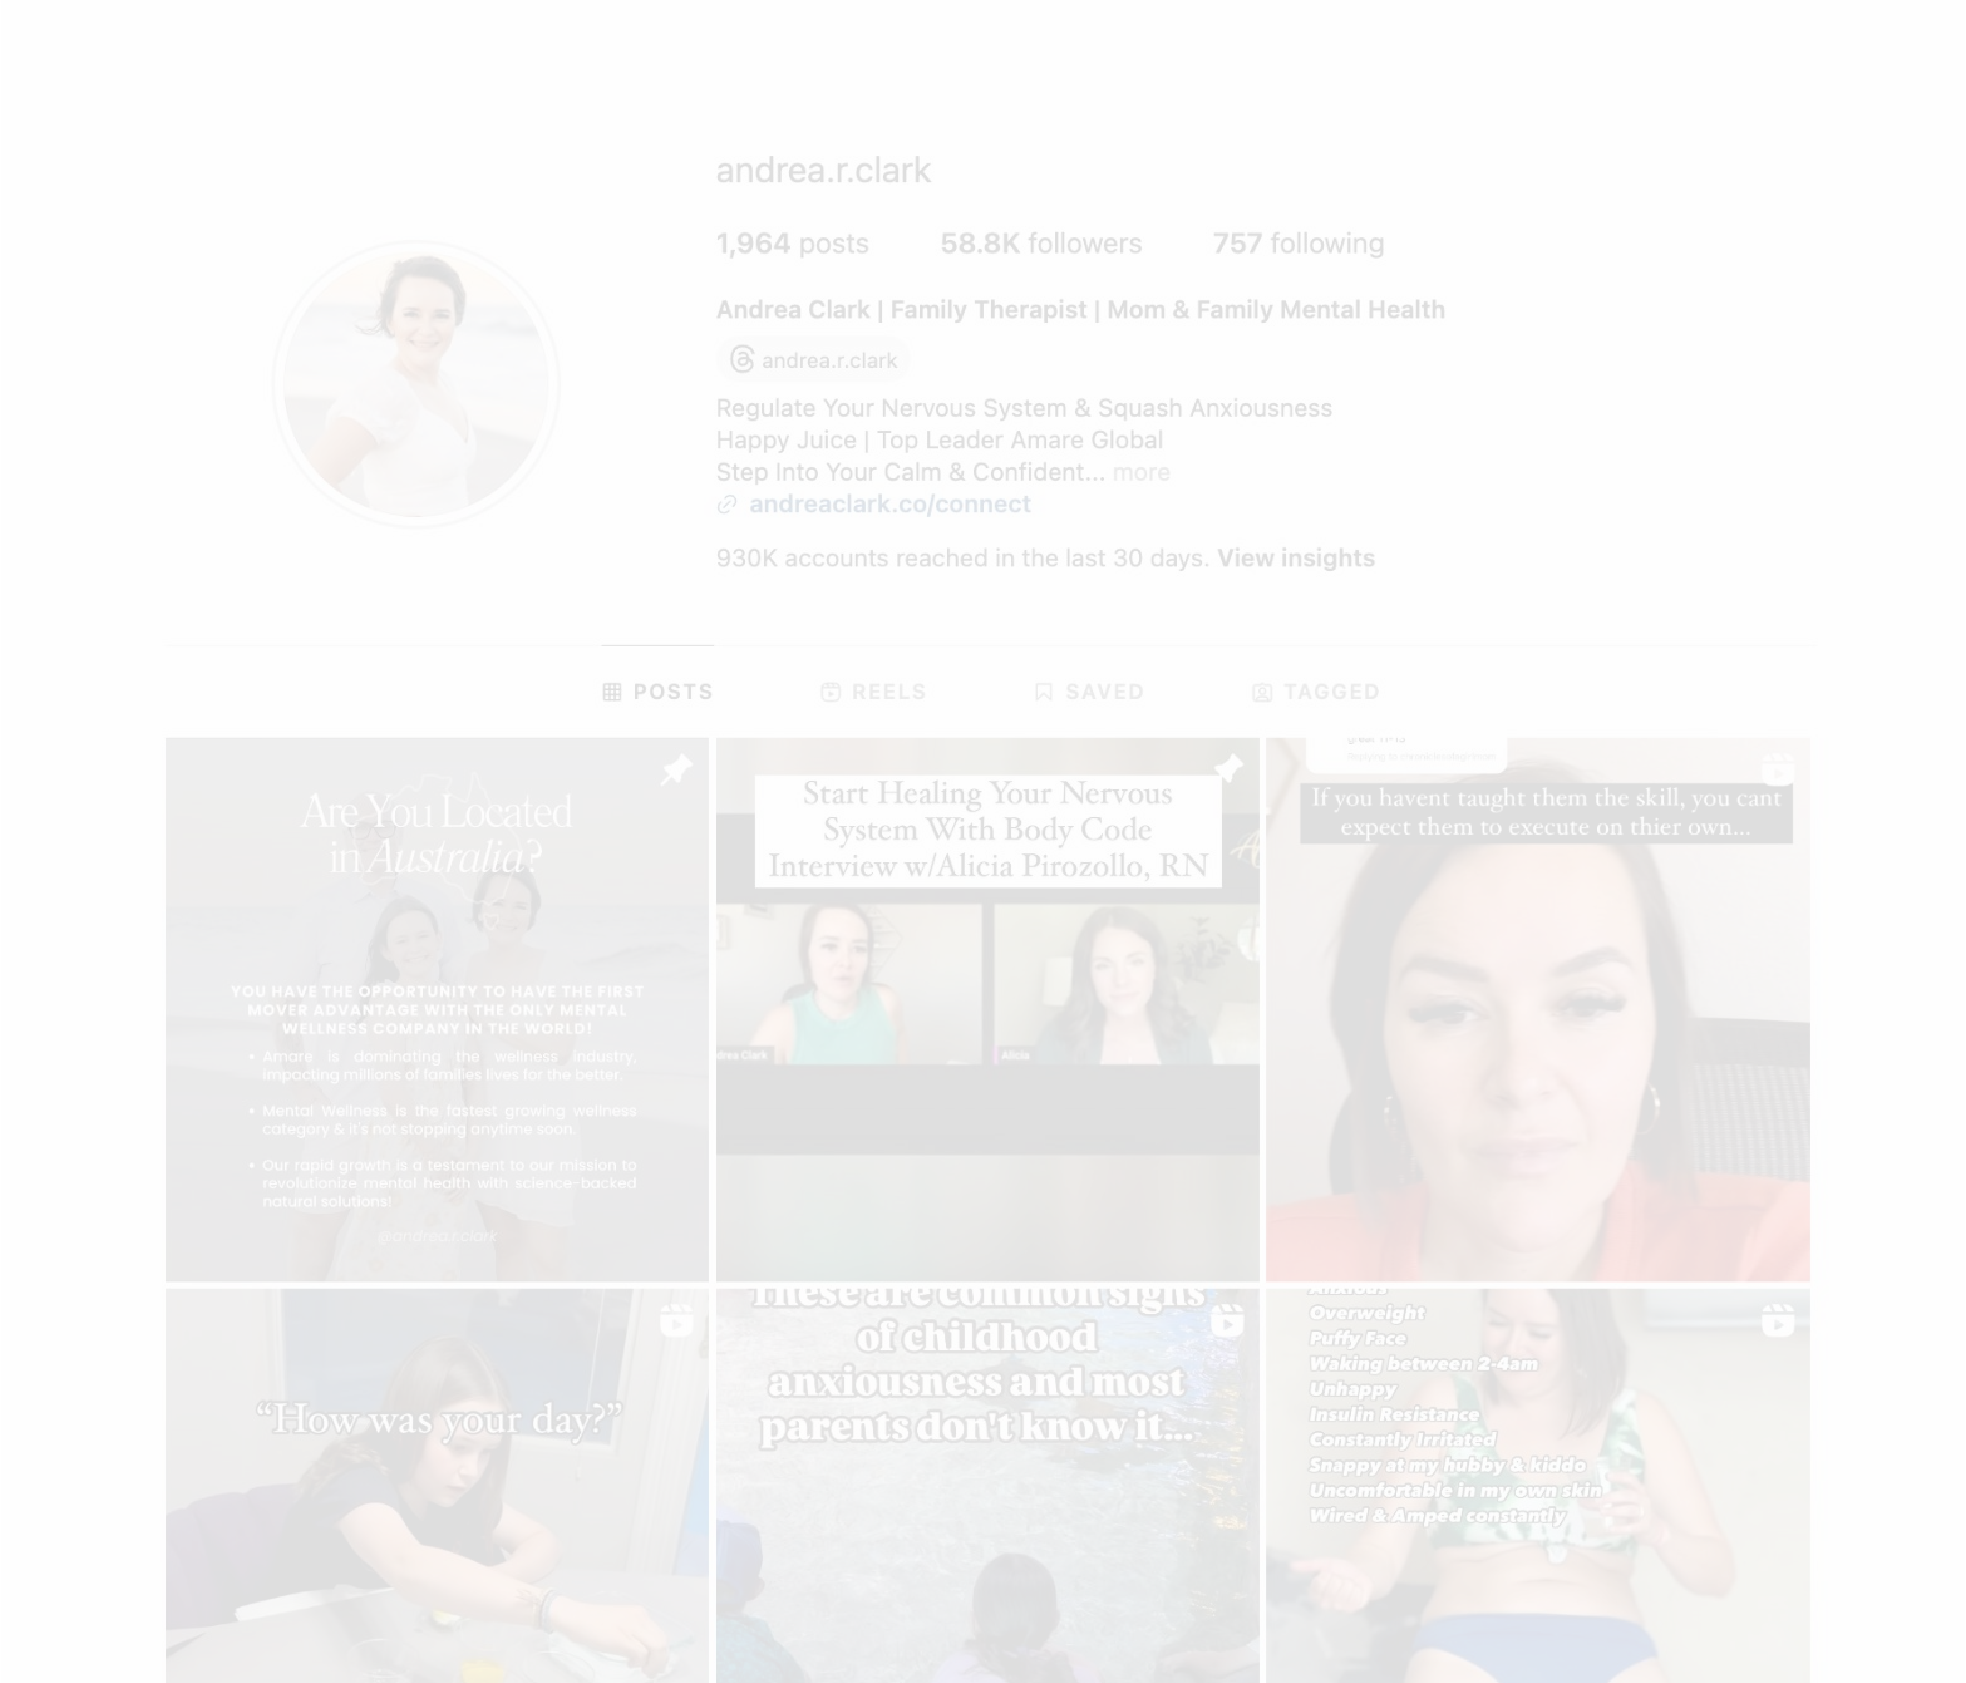 andrea.r.clark
1,964 posts 58.8K followers 757 following
Andrea Clark | Family Therapist | Mom & Family Mental Health
andrea.r.clark
Regulate Your Nervous System & Squash Anxiousness
Happy Juice | Top Leader Amare Global
Step Into Your Calm & Confident... more
andreaclark.co/connect
930K accounts reached in the last 30 days. View insights
POSTS REELS SAVED TAGGED
Are You Located
in Australia?
YOU HAVE THE OPPORTUNITY TO HAVE THE FIRST
MOVER ADVANTAGE WITH THE ONLY MENTAL
WELLNESS COMPANY IN THE WORLD!
• Amare is dominating the wellness industry,
impacting millions of families lives for the better.
• Mental Wellness is the fastest growing wellness
category & it's not stopping anytime soon.
• Our rapid growth is a testament to our mission to
revolutionize mental health with science-backed
natural solutions!
@andrea.r.clark
Start Healing Your Nervous
System With Body Code
Interview w/Alicia Pirozollo, RN
drea Clark
Alicia
If you havent taught them the skill, you cant
expect them to execute on thier own...
"How was your day?"
These are common signs
of childhood
anxiousness and most
parents don't know it...
Anxious
Overweight
Puffy Face
Waking between 2-4am
Unhappy
Insulin Resistance
Constantly Irritated
Snappy at my hubby & kiddo
Uncomfortable in my own skin
Wired & Amped constantly